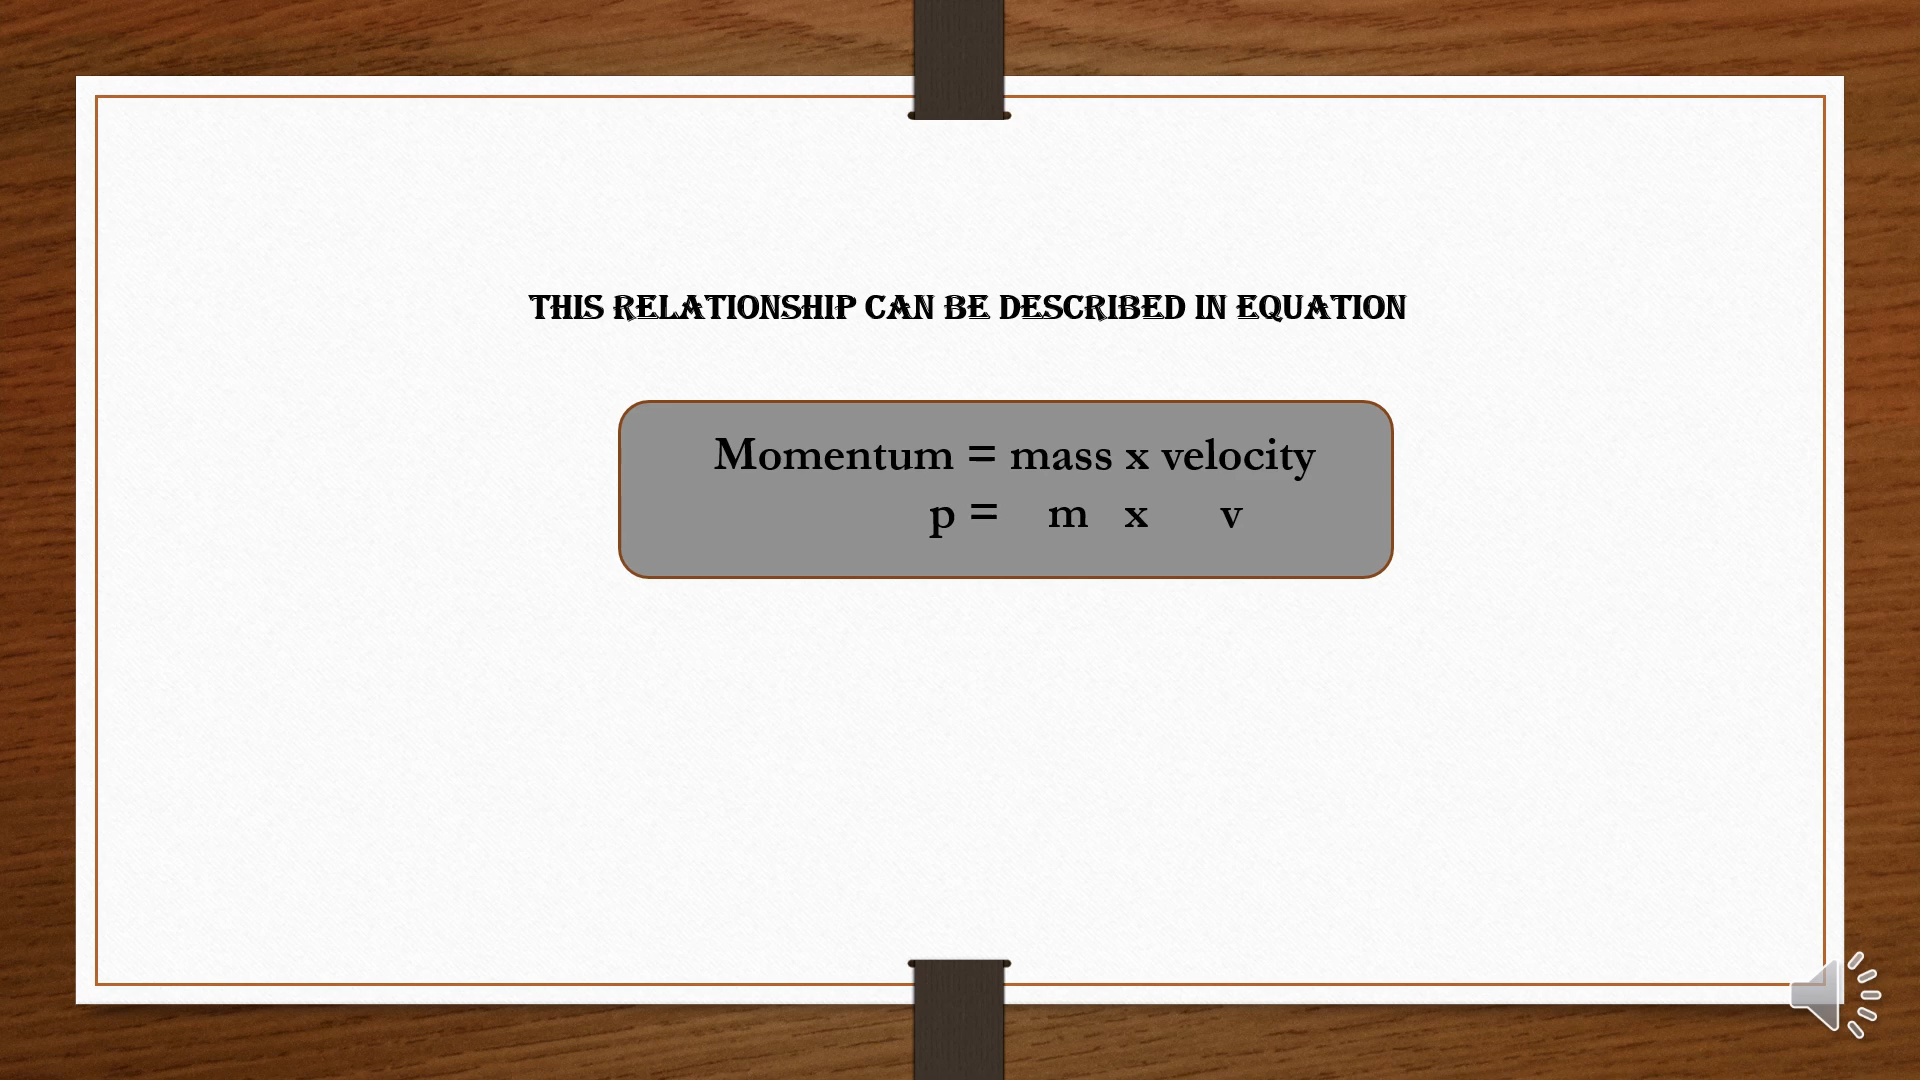 THIS RELATIONSHIP CAN BE DESCRIBED IN EQUATION
Momentum = mass x velocity
p = m x v